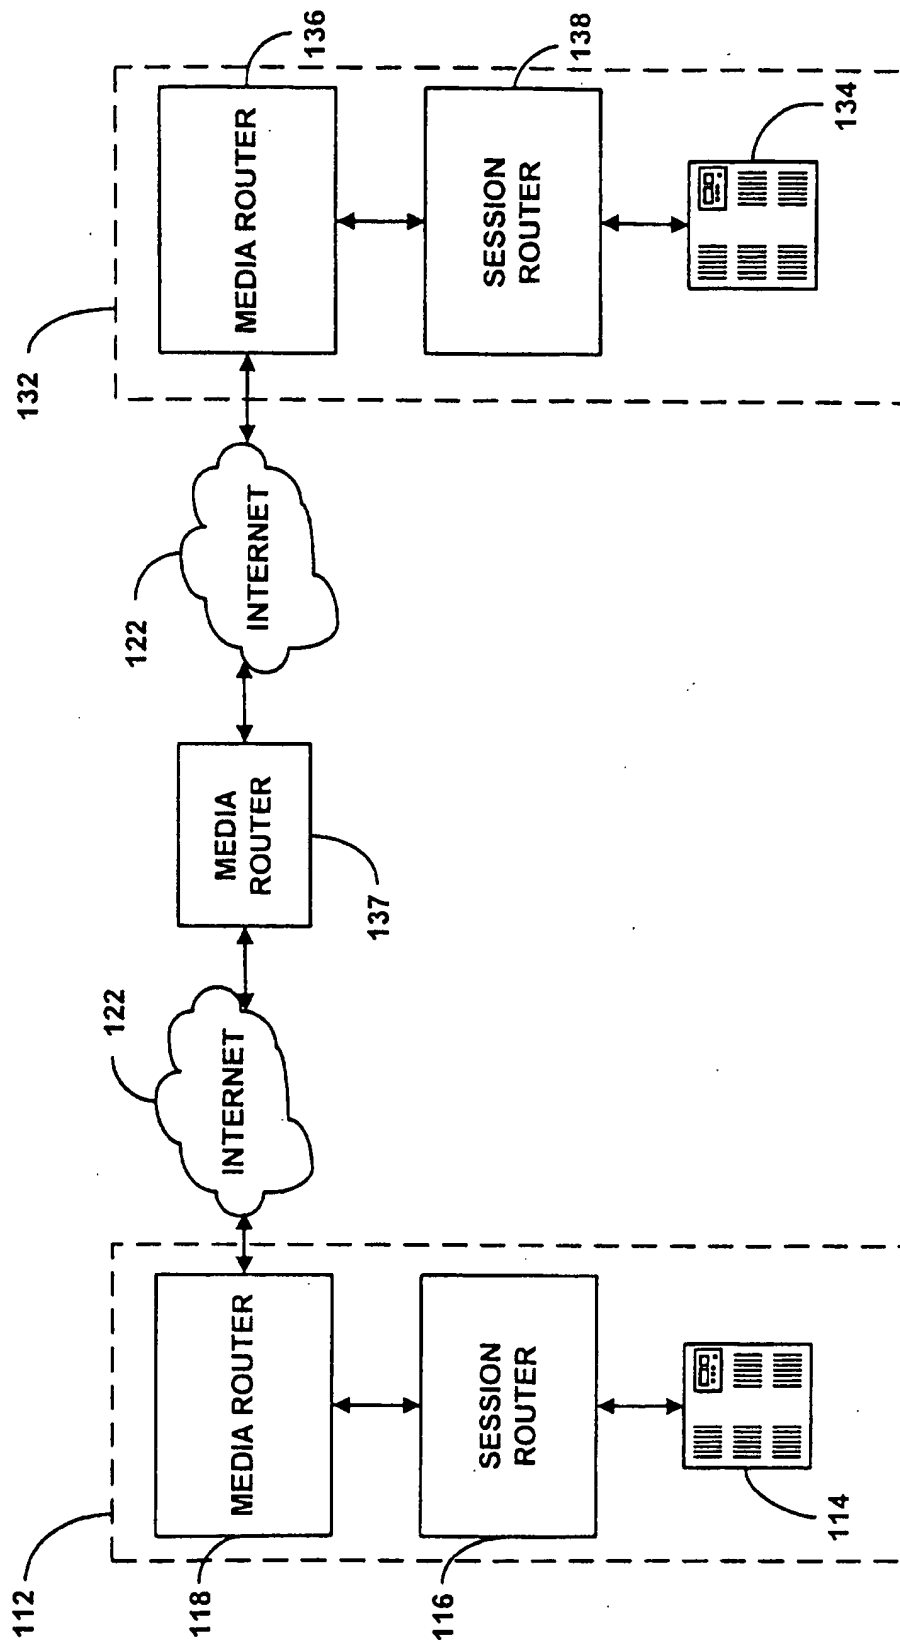 112
118
MEDIA ROUTER
116
SESSION
ROUTER
114
122
INTERNET
MEDIA
ROUTER
137
122
INTERNET
132
MEDIA ROUTER
136
SESSION
ROUTER
138
134